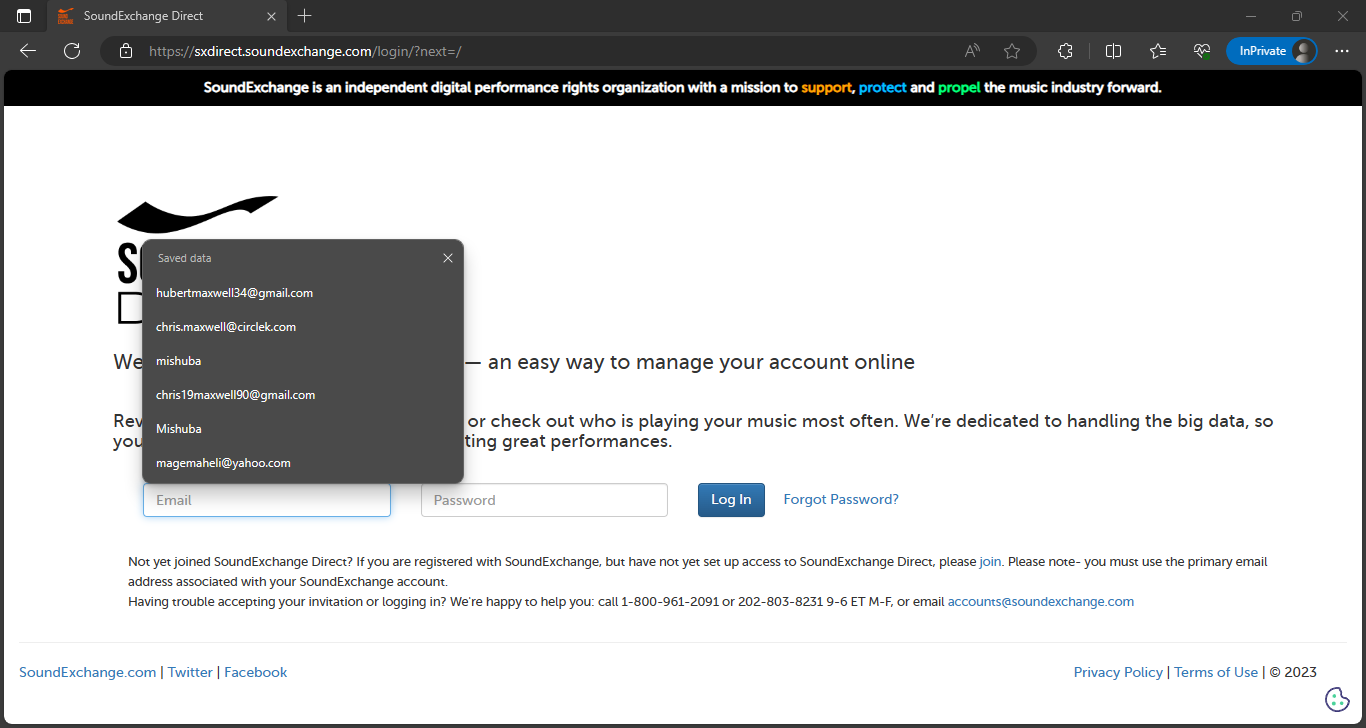 SoundExchange Direct
https://sxdirect.soundexchange.com/login/?next=/
InPrivate
SoundExchange is an independent digital performance rights organization with a mission to support, protect and propel the music industry forward.
Saved data
hubertmaxwell34@gmail.com
chris.maxwell@circlek.com
mishuba
chris19maxwell90@gmail.com
Mishuba
magemaheli@yahoo.com
— an easy way to manage your account online
or check out who is playing your music most often. We're dedicated to handling the big data, so
great performances.
Email
Password
Log In
Forgot Password?
Not yet joined SoundExchange Direct? If you are registered with SoundExchange, but have not yet set up access to SoundExchange Direct, please join. Please note- you must use the primary email
address associated with your SoundExchange account.
Having trouble accepting your invitation or logging in? We're happy to help you: call 1-800-961-2091 or 202-803-8231 9-6 ET M-F, or email accounts@soundexchange.com
SoundExchange.com | Twitter | Facebook
Privacy Policy | Terms of Use | © 2023